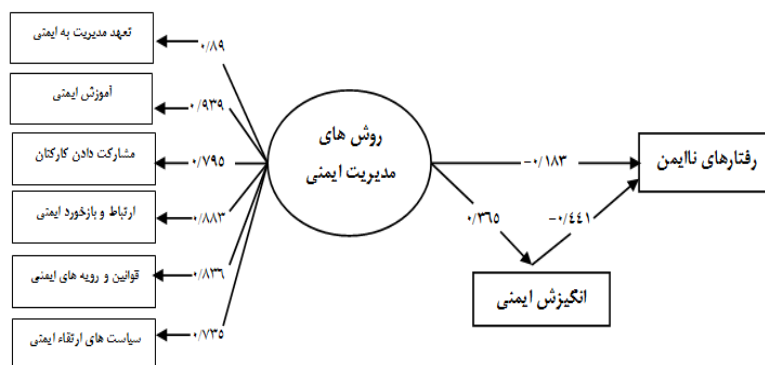 تعهد مدیریت به ایمنی
۰/۸۹
آموزش ایمنی
۰/۹۳۹
مشارکت دادن کارکنان
۰/۷۹۵
ارتباط و بازخورد ایمنی
۰/۸۸۳
قوانین و رویه های ایمنی
۰/۸۳۶
سیاست های ارتقاء ایمنی
۰/۷۳۵
روش های
مدیریت ایمنی
-۰/۱۸۳
رفتارهای ناایمن
۰/۳۶۵
-۰/٤٤۱
انگیزش ایمنی